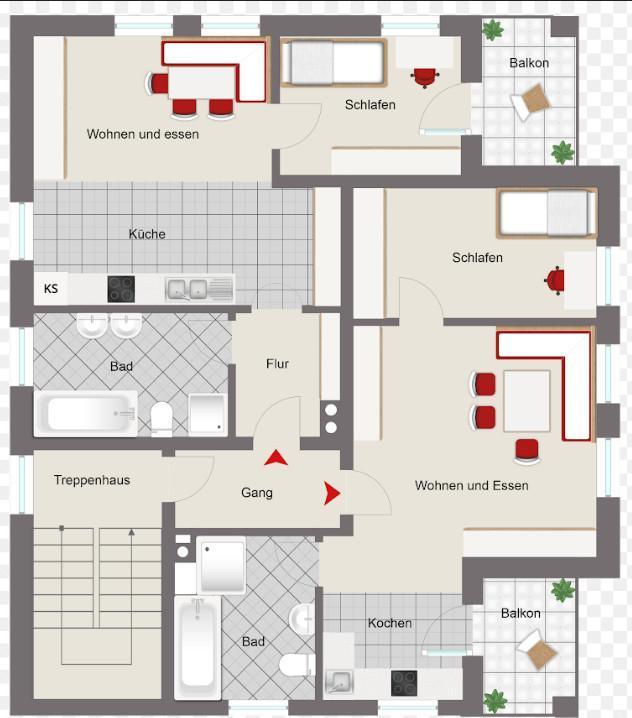 Balkon
Schlafen
Wohnen und essen
Küche
Schlafen
KS
Bad
Flur
Treppenhaus
Gang
Wohnen und Essen
Balkon
Kochen
Bad